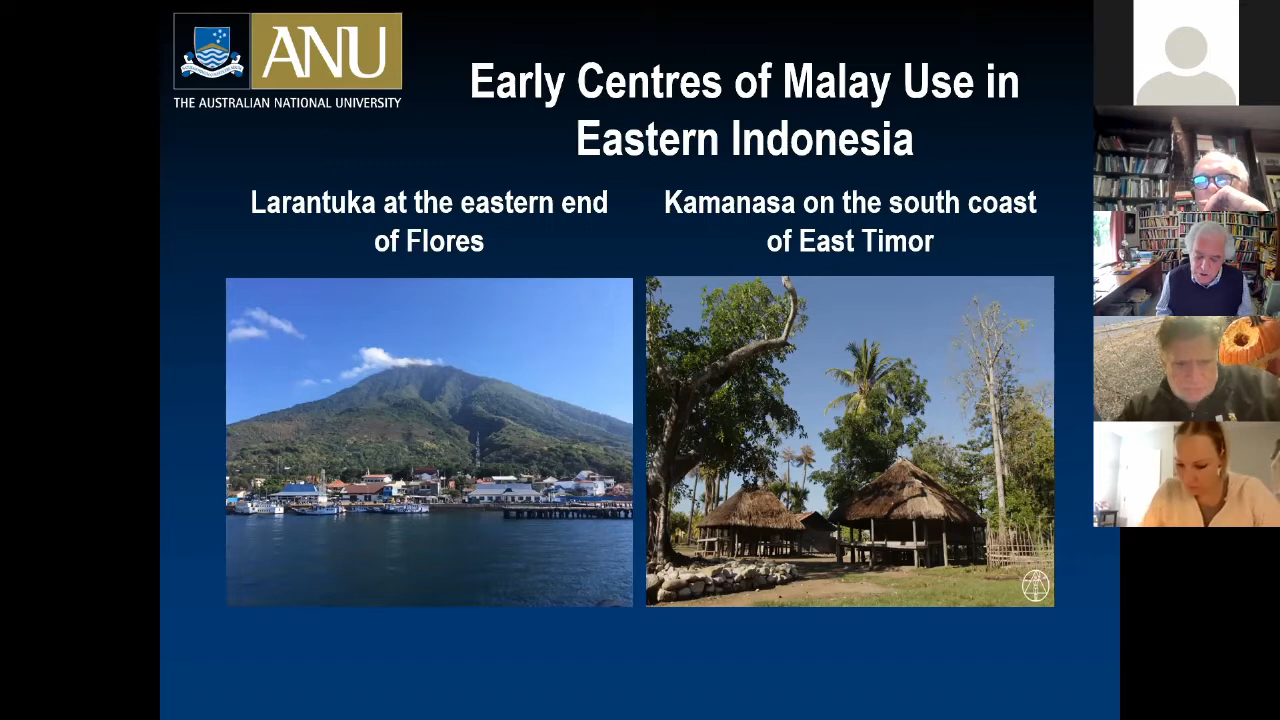 ANU
THE AUSTRALIAN NATIONAL UNIVERSITY
Early Centres of Malay Use in
Eastern Indonesia
Larantuka at the eastern end
of Flores
Kamanasa on the south coast
of East Timor